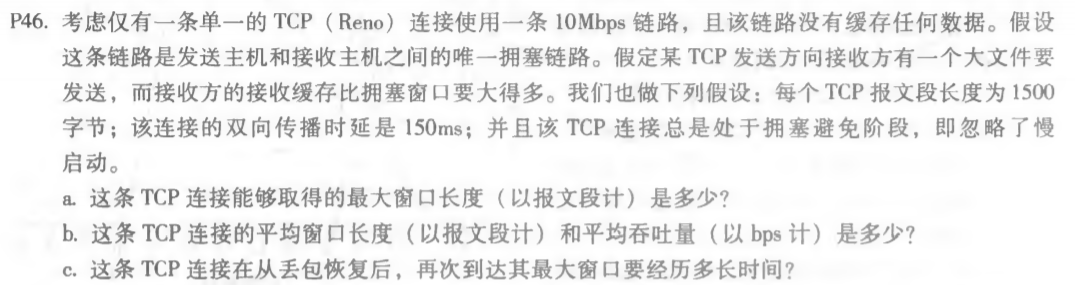 P46. 考虑仅有一条单一的 TCP（Reno）连接使用一条 10Mbps 链路，且该链路没有缓存任何数据。假设
这条链路是发送主机和接收主机之间的唯一拥塞链路。假定某 TCP 发送方向接收方有一个大文件要
发送，而接收方的接收缓存比拥塞窗口要大得多。我们也做下列假设：每个 TCP 报文段长度为 1500
字节；该连接的双向传播时延是 150ms；并且该 TCP 连接总是处于拥塞避免阶段，即忽略了慢
启动。
a. 这条 TCP 连接能够取得的最大窗口长度（以报文段计）是多少？
b. 这条 TCP 连接的平均窗口长度（以报文段计）和平均吞吐量（以 bps 计）是多少？
c. 这条 TCP 连接在从丢包恢复后，再次到达其最大窗口要经历多长时间？